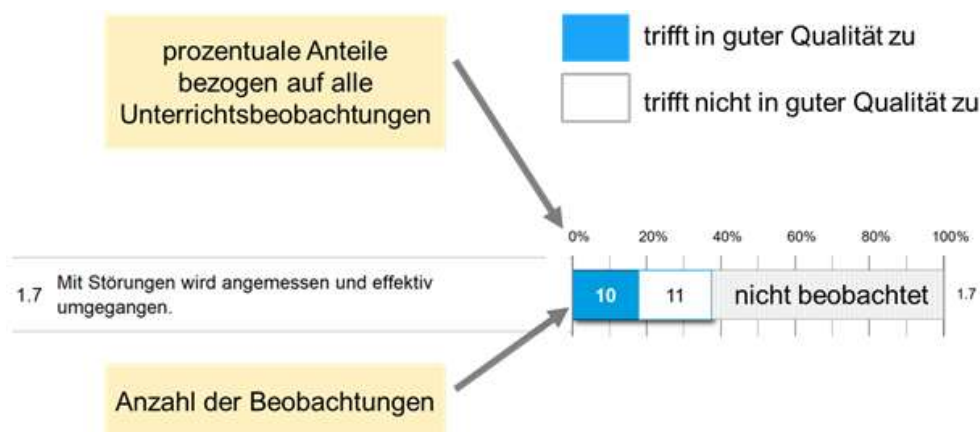 prozentuale Anteile
bezogen auf alle
Unterrichtsbeobachtungen
trifft in guter Qualität zu
trifft nicht in guter Qualität zu
0% 20% 40% 60% 80% 100%
1.7 Mit Störungen wird angemessen und effektiv
umgegangen.
10 11 nicht beobachtet 1.7
Anzahl der Beobachtungen